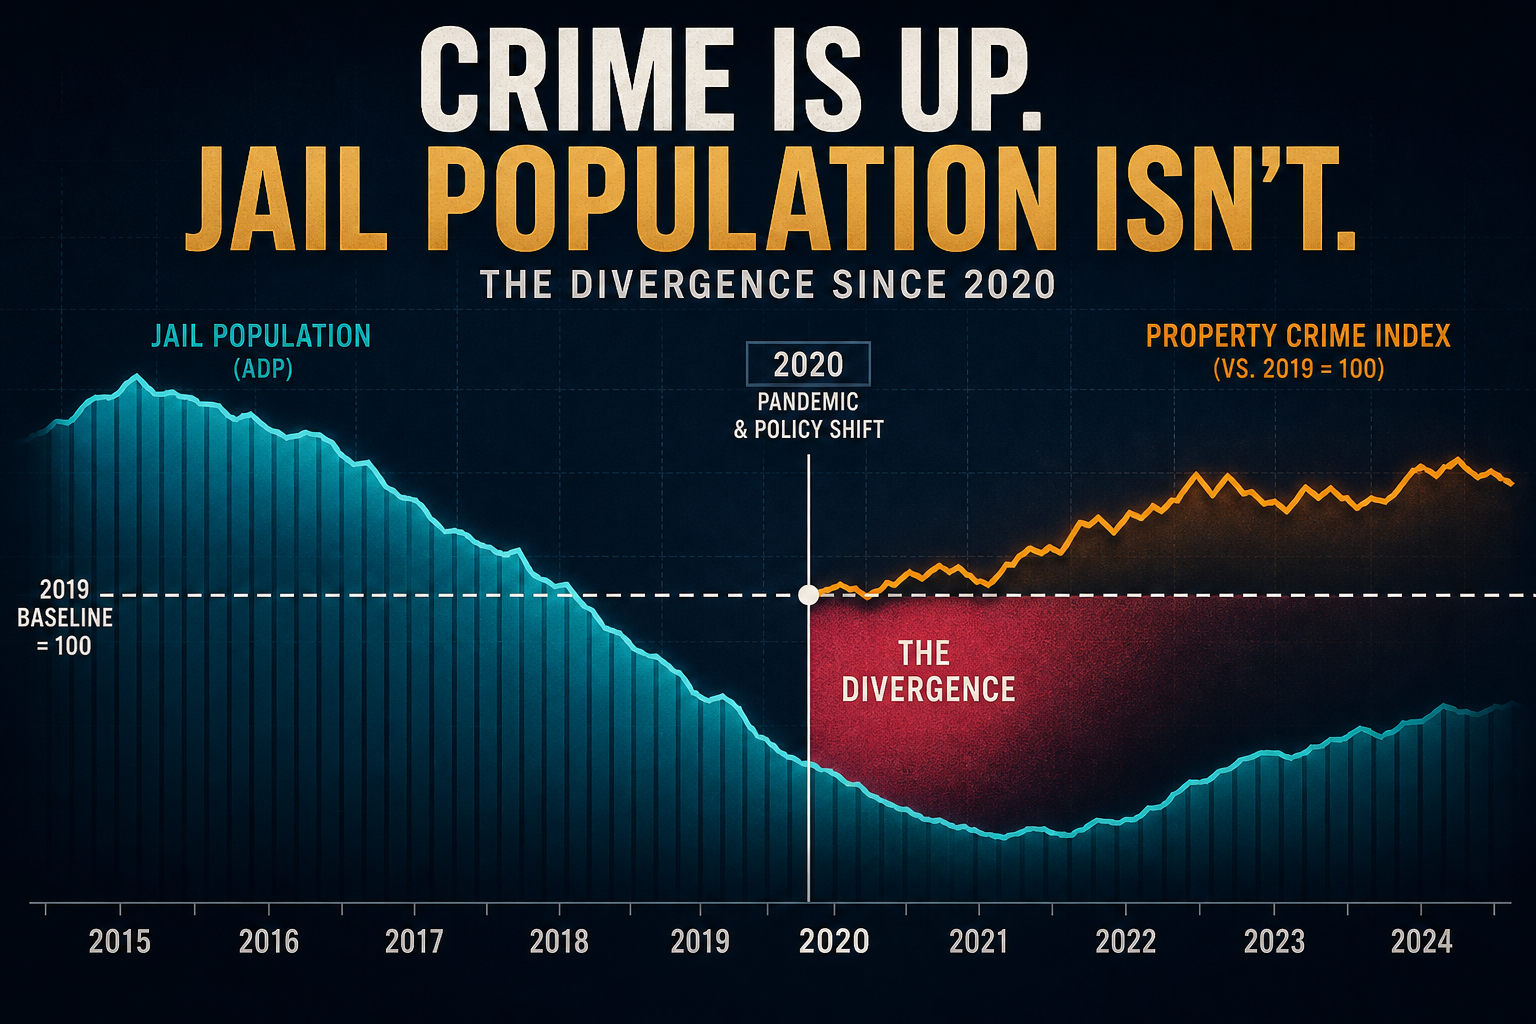 CRIME IS UP.
JAIL POPULATION ISN'T.
THE DIVERGENCE SINCE 2020
JAIL POPULATION
(ADP)
2020
PANDEMIC
& POLICY SHIFT
PROPERTY CRIME INDEX
(VS. 2019 = 100)
2019
BASELINE
= 100
THE
DIVERGENCE
2015 2016 2017 2018 2019 2020 2021 2022 2023 2024